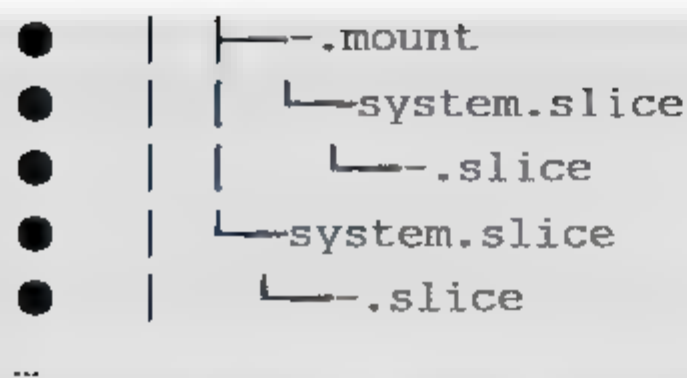 ● │ ├──-.mount
● │ │ └──system.slice
● │ │   └──-.slice
● │ └──system.slice
● │   └──-.slice
...